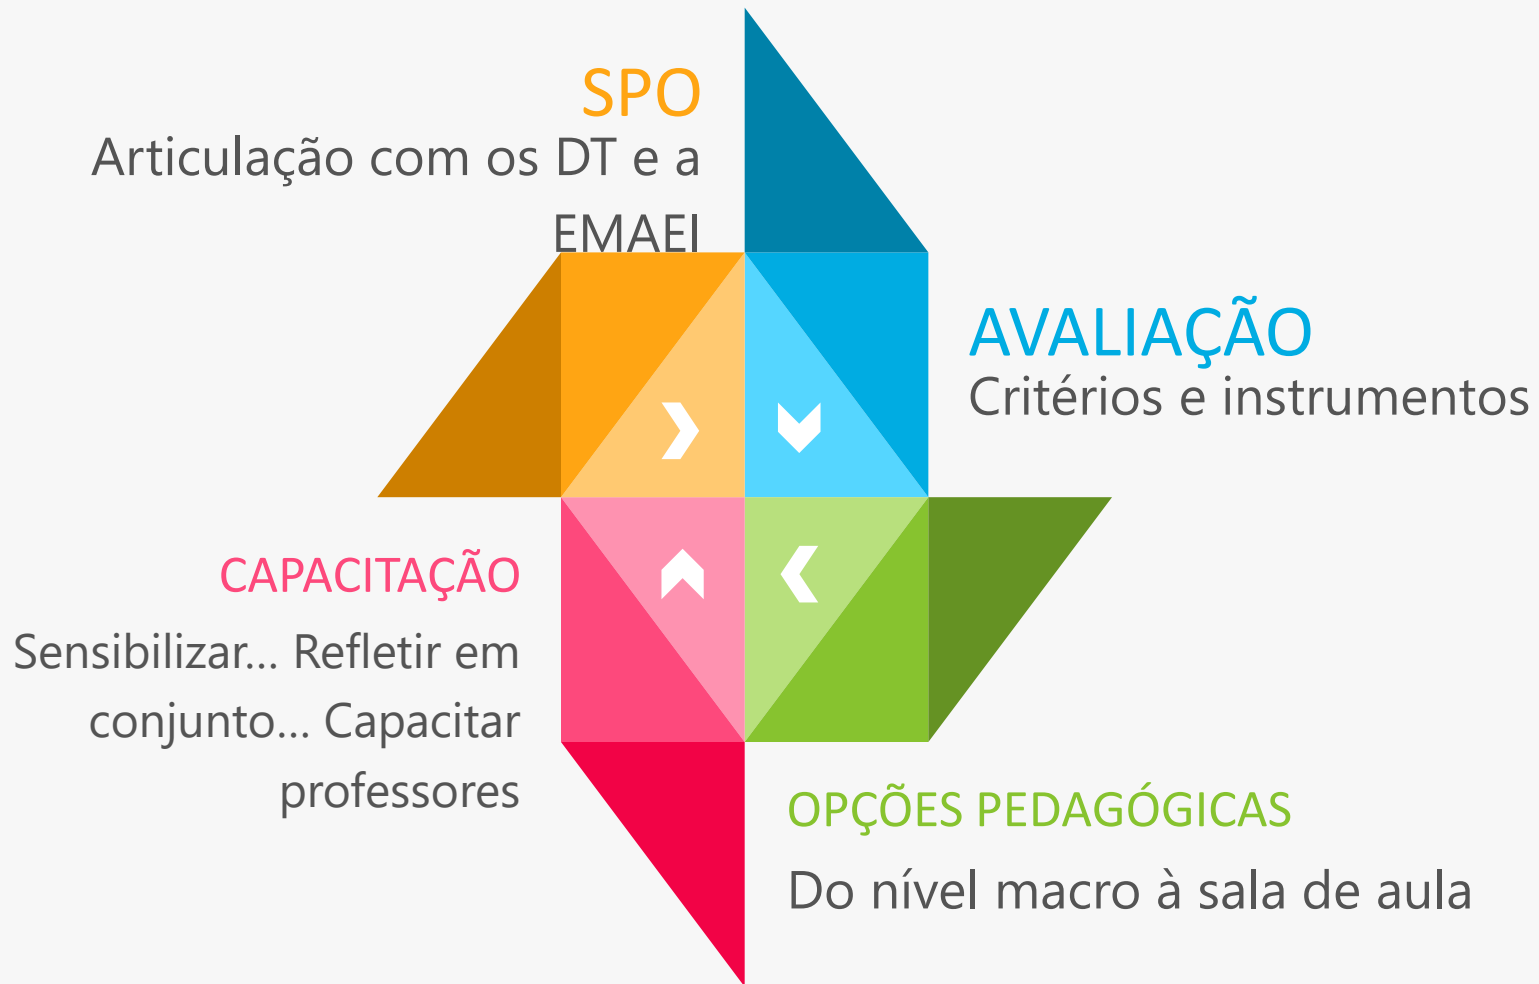 SPO
Articulação com os DT e a
EMAEI
AVALIAÇÃO
Critérios e instrumentos
CAPACITAÇÃO
Sensibilizar... Refletir em
conjunto... Capacitar
professores
OPÇÕES PEDAGÓGICAS
Do nível macro à sala de aula